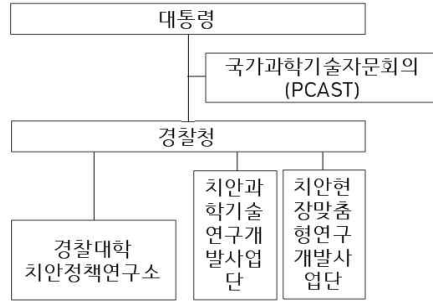 대통령
국가과학기술자문회의
(PCAST)
경찰청
경찰대학
치안정책연구소
치안과
학기술
연구개
발사업
단
치안현
장맞춤
형연구
개발사
업단